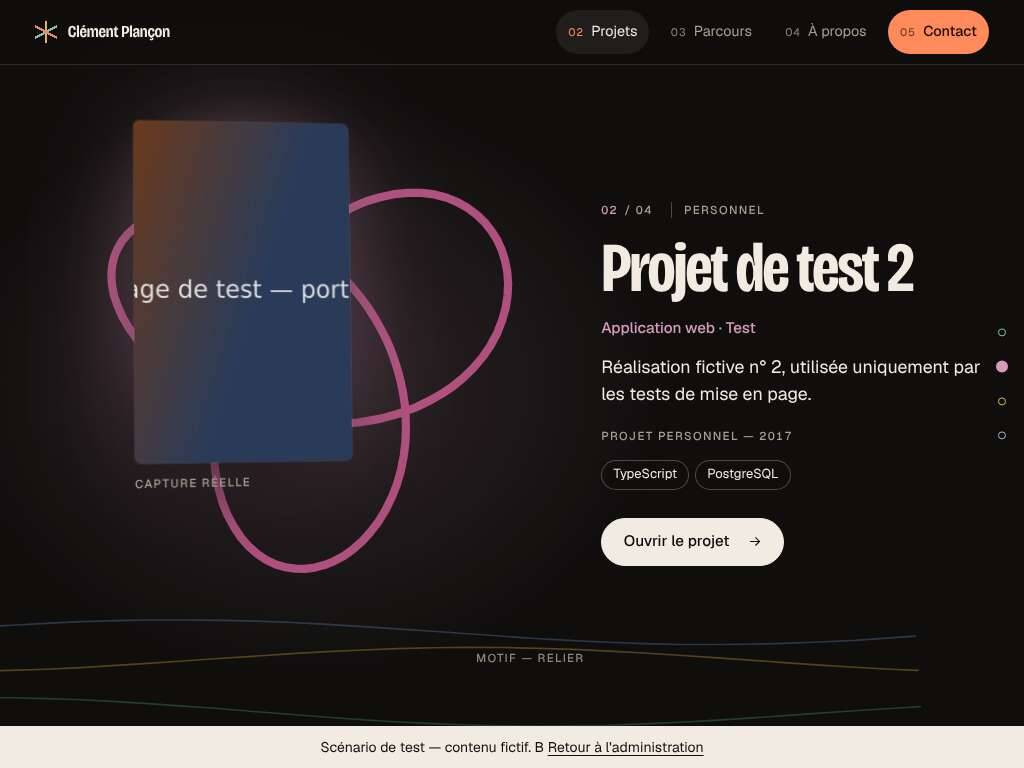 Clément Plançon
02 Projets
03 Parcours
04 À propos
05 Contact
age de test — port
CAPTURE RÉELLE
02 / 04 PERSONNEL
Projet de test 2
Application web · Test
Réalisation fictive n° 2, utilisée uniquement par
les tests de mise en page.
PROJET PERSONNEL — 2017
TypeScript PostgreSQL
Ouvrir le projet →
MOTIF — RELIER
Scénario de test — contenu fictif. B Retour à l'administration